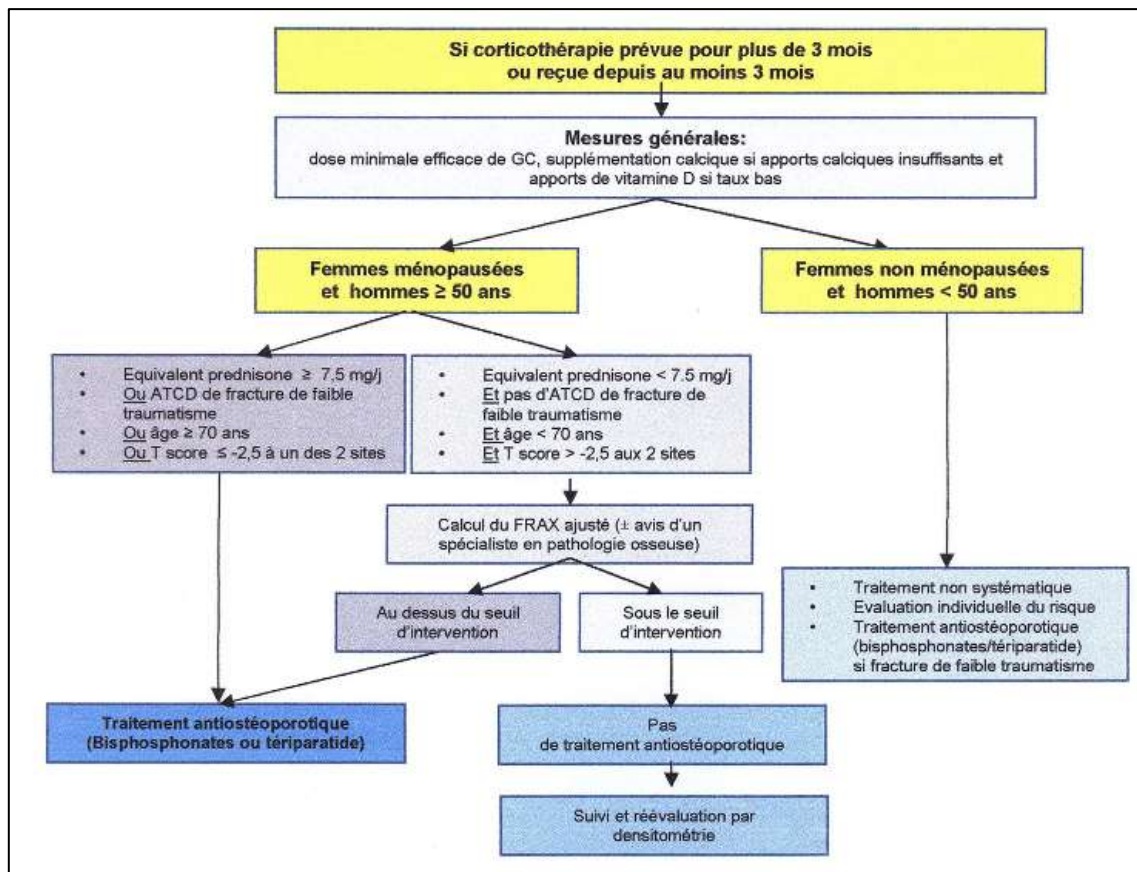 Si corticothérapie prévue pour plus de 3 mois
ou reçue depuis au moins 3 mois
Mesures générales:
dose minimale efficace de GC, supplémentation calcique si apports calciques insuffisants et
apports de vitamine D si taux bas
Femmes ménopausées
et hommes ≥ 50 ans
Femmes non ménopausées
et hommes < 50 ans
• Equivalent prednisone ≥ 7,5 mg/j
• Ou ATCD de fracture de faible
traumatisme
• Ou âge ≥ 70 ans
• Ou T score ≤ -2,5 à un des 2 sites
• Equivalent prednisone < 7.5 mg/j
• Et pas d'ATCD de fracture de
faible traumatisme
• Et âge < 70 ans
• Et T score > -2,5 aux 2 sites
Calcul du FRAX ajusté (± avis d'un
spécialiste en pathologie osseuse)
Au dessus du seuil
d'intervention
Sous le seuil
d'intervention
• Traitement non systématique
• Evaluation individuelle du risque
• Traitement antiostéoporotique
(bisphosphonates/tériparatide)
si fracture de faible traumatisme
Traitement antiostéoporotique
(Bisphosphonates ou tériparatide)
Pas
de traitement antiostéoporotique
Suivi et réévaluation par
densitométrie